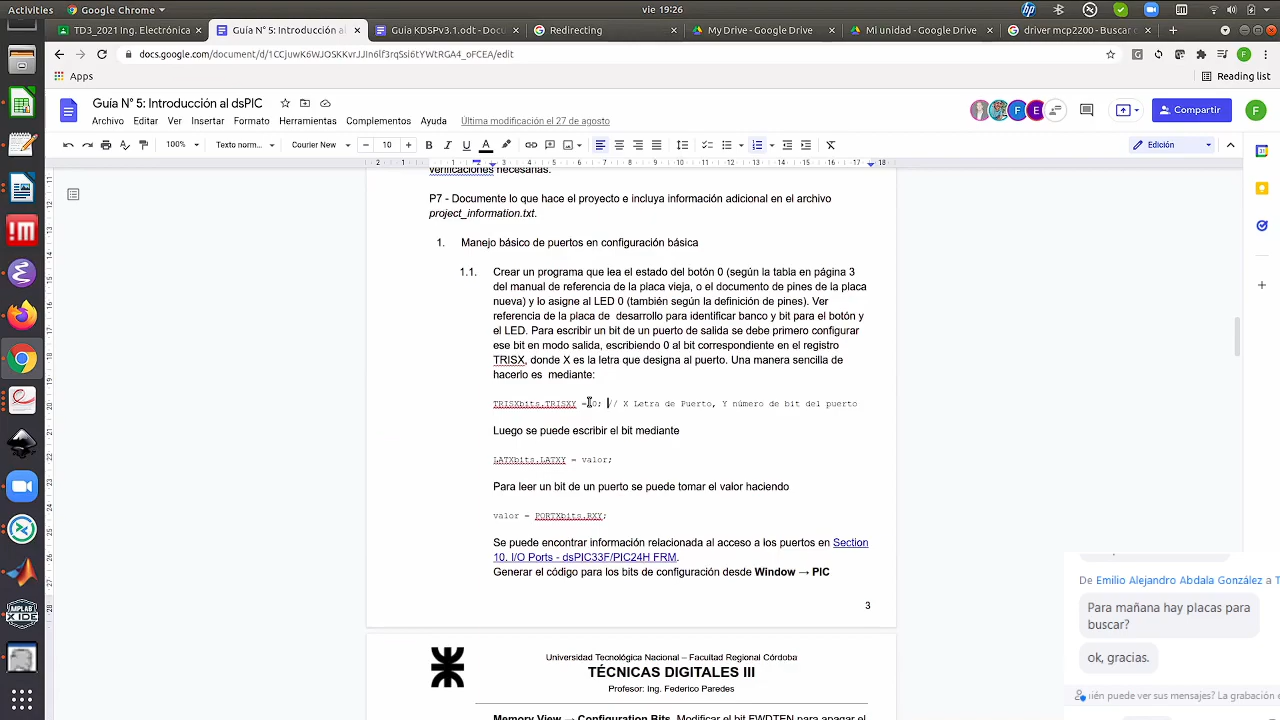 Activities
Google Chrome
vie 19:26
TD3_2021 Ing. Electrónica
Guía N° 5: Introducción al
Guia KDSPv3.1.odt - Docu
Redirecting
My Drive - Google Drive
Mi unidad - Google Drive
driver mcp2200 - Buscar c
docs.google.com/document/d/1CCjuwK6WJOSKKvrJJIn6lf3rqSsi6tYWtRGA4_oFCEA/edit
Apps
Reading list
Guía N° 5: Introducción al dsPIC
Archivo Editar Ver Insertar Formato Herramientas Complementos Ayuda
Última modificación el 27 de agosto
Compartir
100%
Texto norm...
Courier New
10
Edición
verificaciones necesarias.
P7 - Documente lo que hace el proyecto e incluya información adicional en el archivo
project_information.txt.
1. Manejo básico de puertos en configuración básica
1.1. Crear un programa que lea el estado del botón 0 (según la tabla en página 3
del manual de referencia de la placa vieja, o el documento de pines de la placa
nueva) y lo asigne al LED 0 (también según la definición de pines). Ver
referencia de la placa de desarrollo para identificar banco y bit para el botón y
el LED. Para escribir un bit de un puerto de salida se debe primero configurar
ese bit en modo salida, escribiendo 0 al bit correspondiente en el registro
TRISX, donde X es la letra que designa al puerto. Una manera sencilla de
hacerlo es mediante:
TRISXbits.TRISXY = 0; // X Letra de Puerto, Y número de bit del puerto
Luego se puede escribir el bit mediante
LATXbits.LATXY = valor;
Para leer un bit de un puerto se puede tomar el valor haciendo
valor = PORTXbits.RXY;
Se puede encontrar información relacionada al acceso a los puertos en Section
10. I/O Ports - dsPIC33F/PIC24H FRM.
Generar el código para los bits de configuración desde Window → PIC
3
Universidad Tecnológica Nacional – Facultad Regional Córdoba
TÉCNICAS DIGITALES III
Profesor: Ing. Federico Paredes
Memory View → Configuration Bits. Modificar el bit FWDTEN para apagar el
De Emilio Alejandro Abdala González a T
Para mañana hay placas para
buscar?
ok, gracias.
ién puede ver sus mensajes? La grabación e